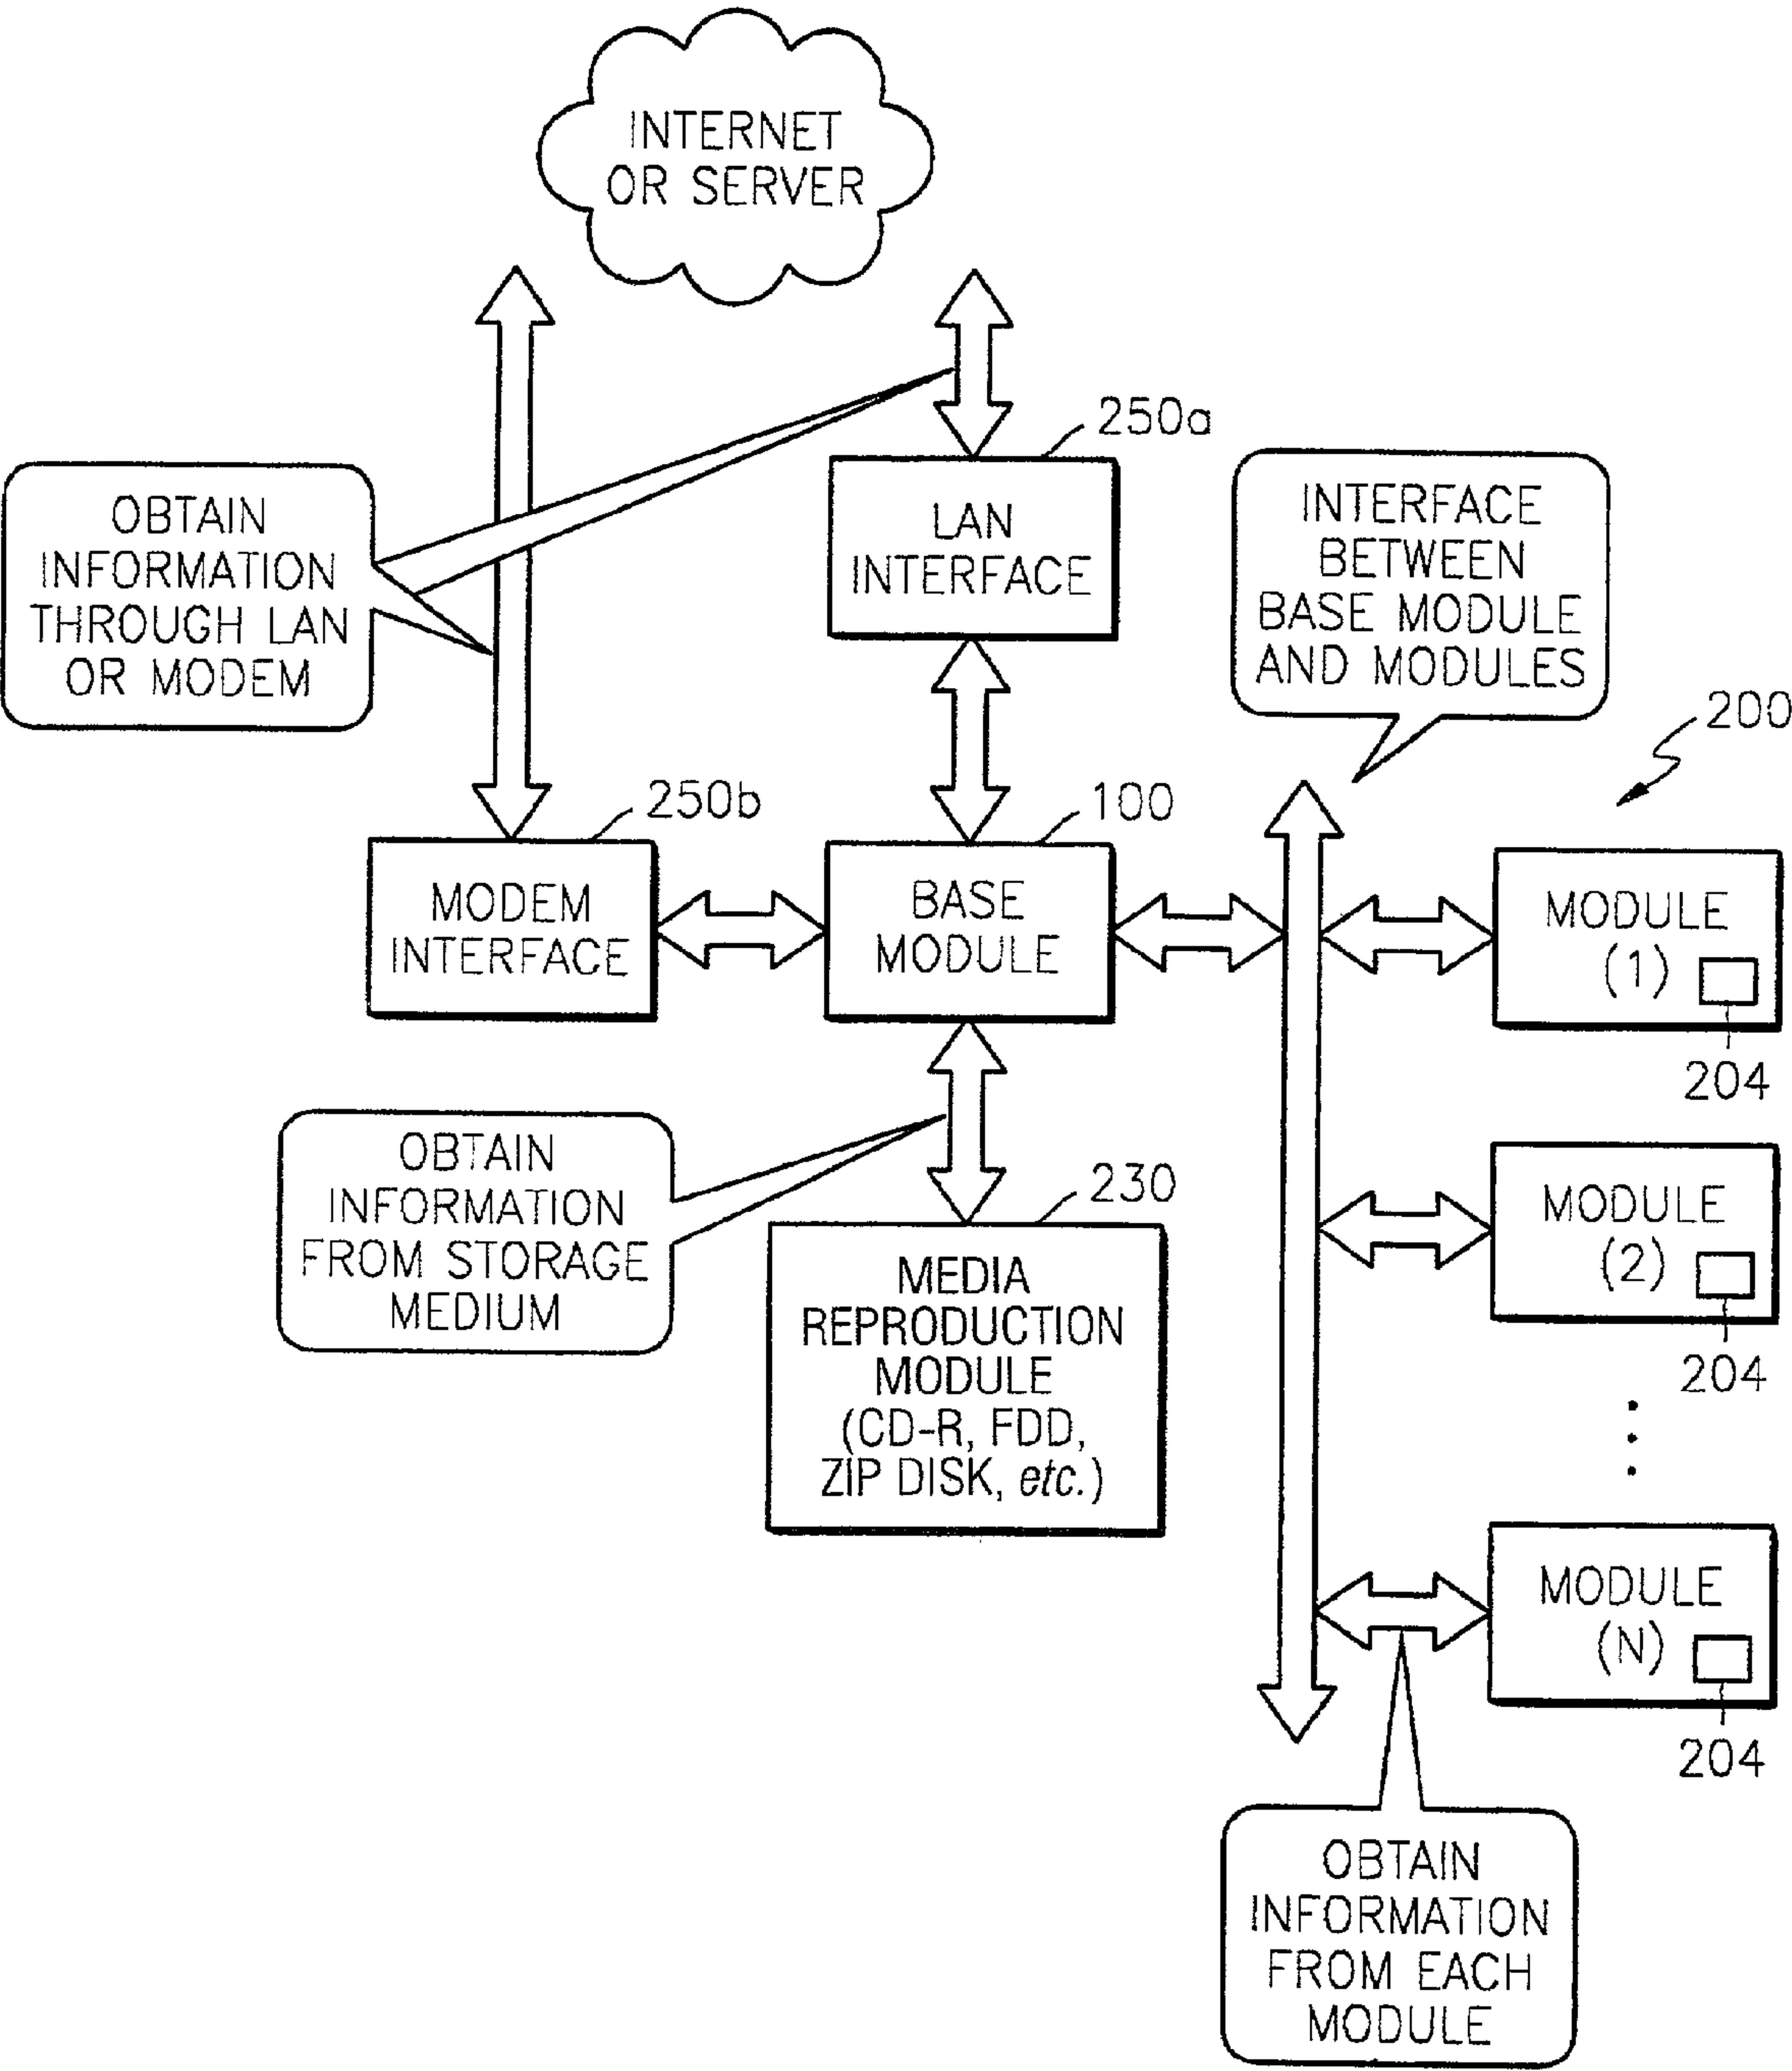 INTERNET
OR SERVER
250a
OBTAIN
INFORMATION
THROUGH LAN
OR MODEM
LAN
INTERFACE
INTERFACE
BETWEEN
BASE MODULE
AND MODULES
200
250b
100
MODEM
INTERFACE
BASE
MODULE
MODULE
(1)
204
OBTAIN
INFORMATION
FROM STORAGE
MEDIUM
230
MEDIA
REPRODUCTION
MODULE
(CD-R, FDD,
ZIP DISK, etc.)
MODULE
(2)
204
MODULE
(N)
204
OBTAIN
INFORMATION
FROM EACH
MODULE